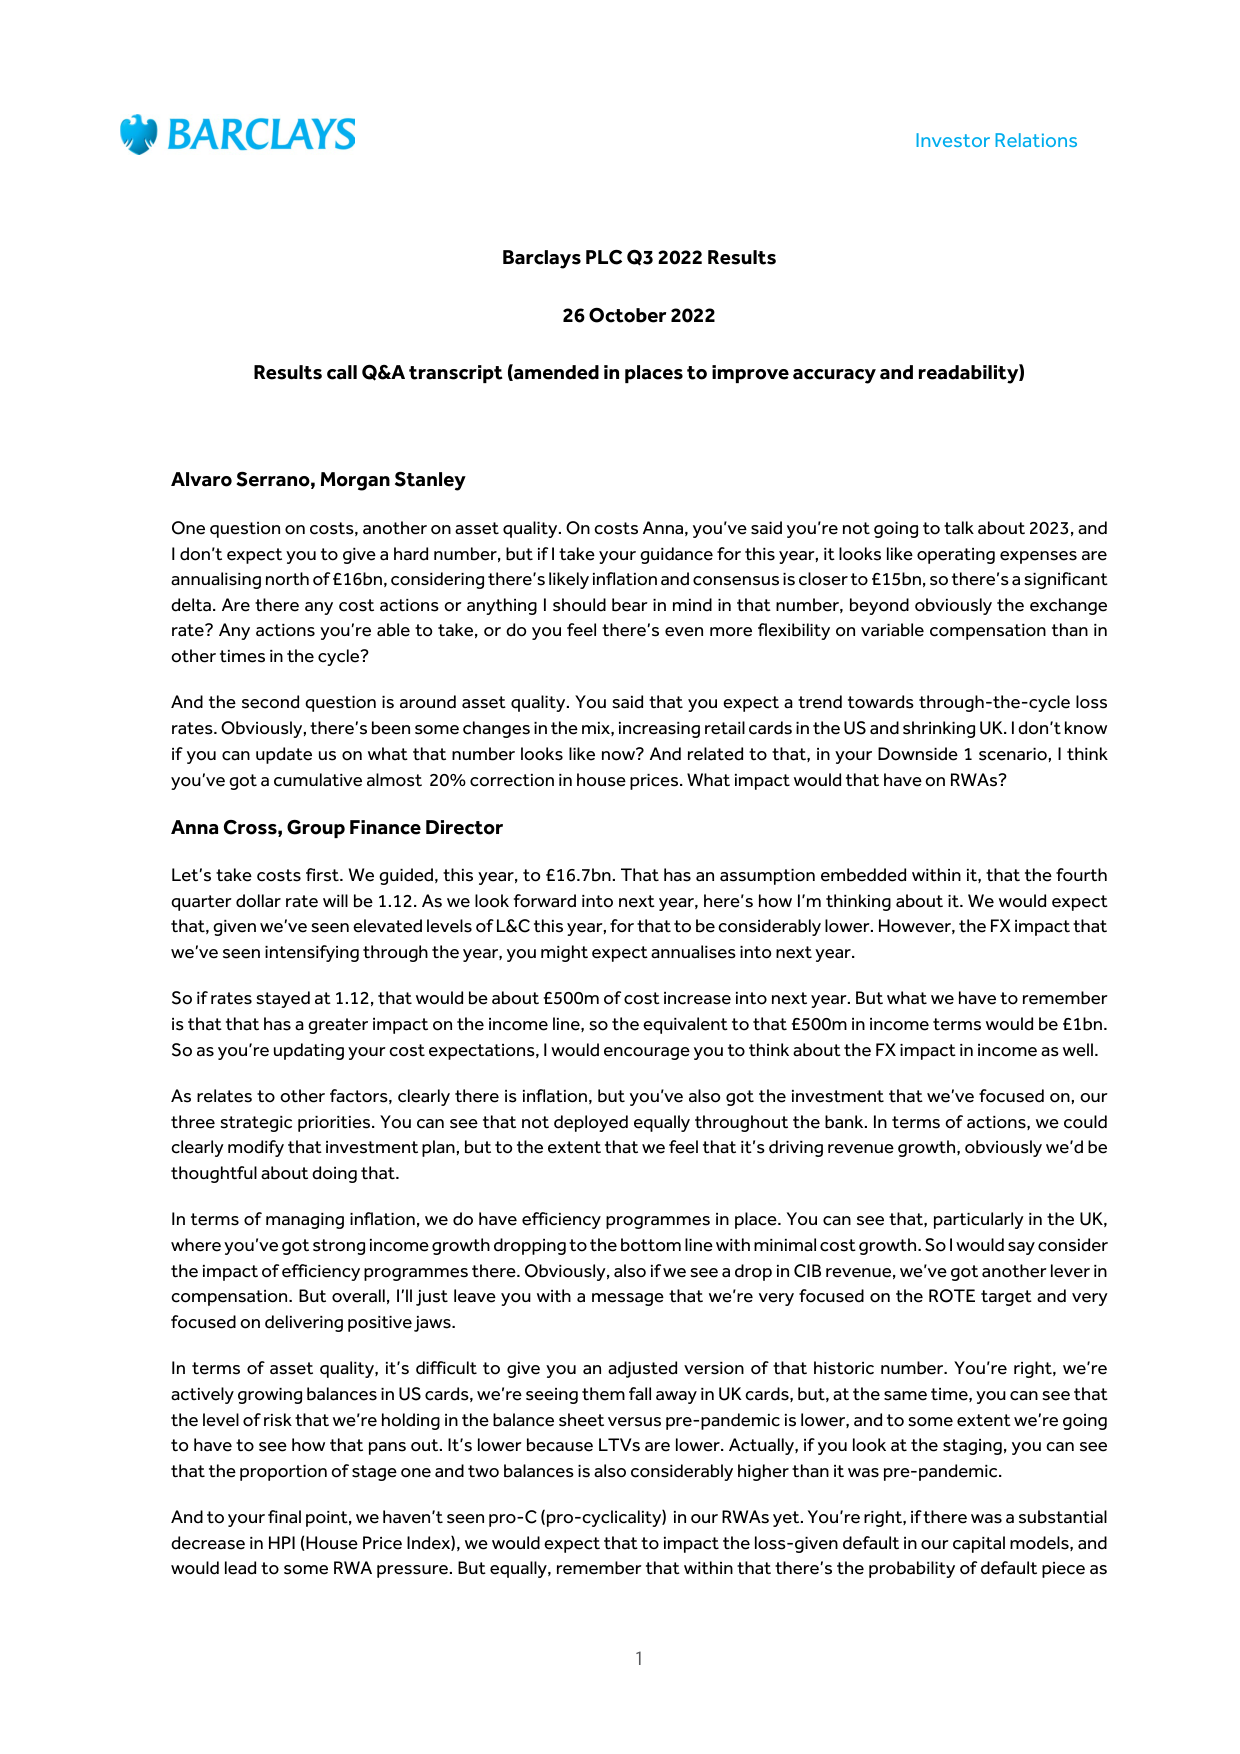 BARCLAYS
Investor Relations
Barclays PLC Q3 2022 Results
26 October 2022
Results call Q&A transcript (amended in places to improve accuracy and readability)
Alvaro Serrano, Morgan Stanley
One question on costs, another on asset quality. On costs Anna, you’ve said you’re not going to talk about 2023, and
I don’t expect you to give a hard number, but if I take your guidance for this year, it looks like operating expenses are
annualising north of £16bn, considering there’s likely inflation and consensus is closer to £15bn, so there’s a significant
delta. Are there any cost actions or anything I should bear in mind in that number, beyond obviously the exchange
rate? Any actions you’re able to take, or do you feel there’s even more flexibility on variable compensation than in
other times in the cycle?
And the second question is around asset quality. You said that you expect a trend towards through-the-cycle loss
rates. Obviously, there’s been some changes in the mix, increasing retail cards in the US and shrinking UK. I don’t know
if you can update us on what that number looks like now? And related to that, in your Downside 1 scenario, I think
you’ve got a cumulative almost 20% correction in house prices. What impact would that have on RWAs?
Anna Cross, Group Finance Director
Let’s take costs first. We guided, this year, to £16.7bn. That has an assumption embedded within it, that the fourth
quarter dollar rate will be 1.12. As we look forward into next year, here’s how I’m thinking about it. We would expect
that, given we’ve seen elevated levels of L&C this year, for that to be considerably lower. However, the FX impact that
we’ve seen intensifying through the year, you might expect annualises into next year.
So if rates stayed at 1.12, that would be about £500m of cost increase into next year. But what we have to remember
is that that has a greater impact on the income line, so the equivalent to that £500m in income terms would be £1bn.
So as you’re updating your cost expectations, I would encourage you to think about the FX impact in income as well.
As relates to other factors, clearly there is inflation, but you’ve also got the investment that we’ve focused on, our
three strategic priorities. You can see that not deployed equally throughout the bank. In terms of actions, we could
clearly modify that investment plan, but to the extent that we feel that it’s driving revenue growth, obviously we’d be
thoughtful about doing that.
In terms of managing inflation, we do have efficiency programmes in place. You can see that, particularly in the UK,
where you’ve got strong income growth dropping to the bottom line with minimal cost growth. So I would say consider
the impact of efficiency programmes there. Obviously, also if we see a drop in CIB revenue, we’ve got another lever in
compensation. But overall, I’ll just leave you with a message that we’re very focused on the ROTE target and very
focused on delivering positive jaws.
In terms of asset quality, it’s difficult to give you an adjusted version of that historic number. You’re right, we’re
actively growing balances in US cards, we’re seeing them fall away in UK cards, but, at the same time, you can see that
the level of risk that we’re holding in the balance sheet versus pre-pandemic is lower, and to some extent we’re going
to have to see how that pans out. It’s lower because LTVs are lower. Actually, if you look at the staging, you can see
that the proportion of stage one and two balances is also considerably higher than it was pre-pandemic.
And to your final point, we haven’t seen pro-C (pro-cyclicality) in our RWAs yet. You’re right, if there was a substantial
decrease in HPI (House Price Index), we would expect that to impact the loss-given default in our capital models, and
would lead to some RWA pressure. But equally, remember that within that there’s the probability of default piece as
1